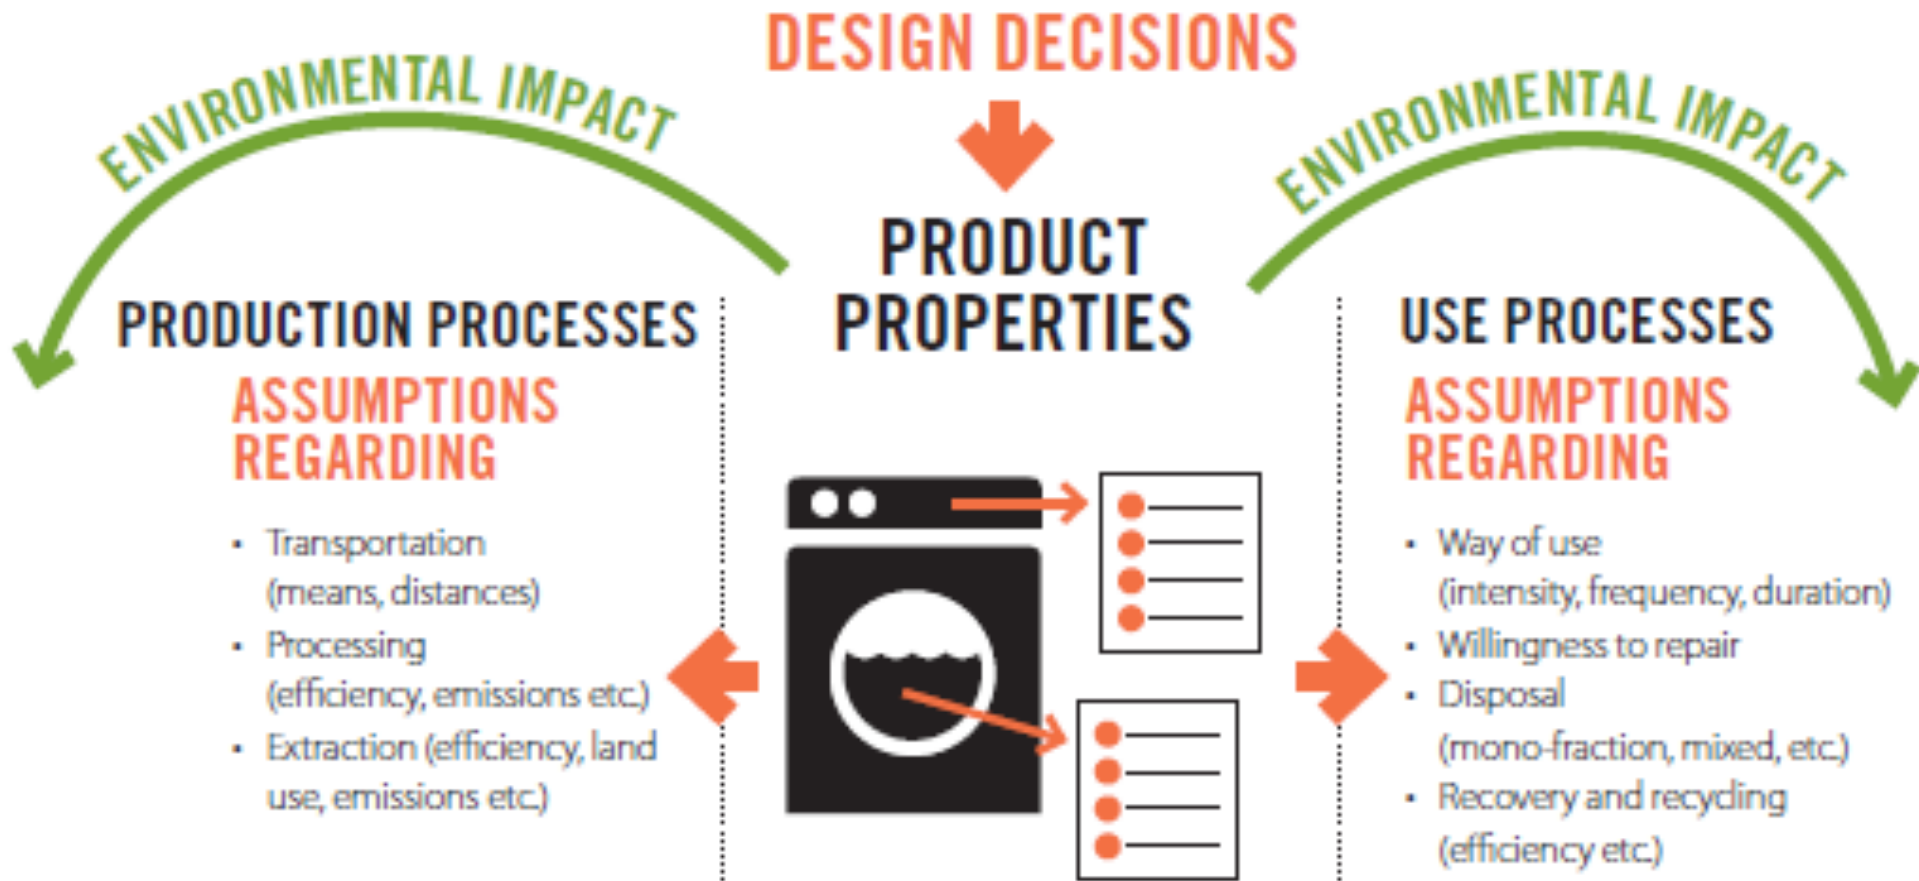 DESIGN DECISIONS
ENVIRONMENTAL IMPACT
ENVIRONMENTAL IMPACT
PRODUCT
PROPERTIES
PRODUCTION PROCESSES
ASSUMPTIONS
REGARDING
• Transportation
(means, distances)
• Processing
(efficiency, emissions etc.)
• Extraction (efficiency, land
use, emissions etc.)
USE PROCESSES
ASSUMPTIONS
REGARDING
• Way of use
(intensity, frequency, duration)
• Willingness to repair
• Disposal
(mono-fraction, mixed, etc.)
• Recovery and recycling
(efficiency etc.)